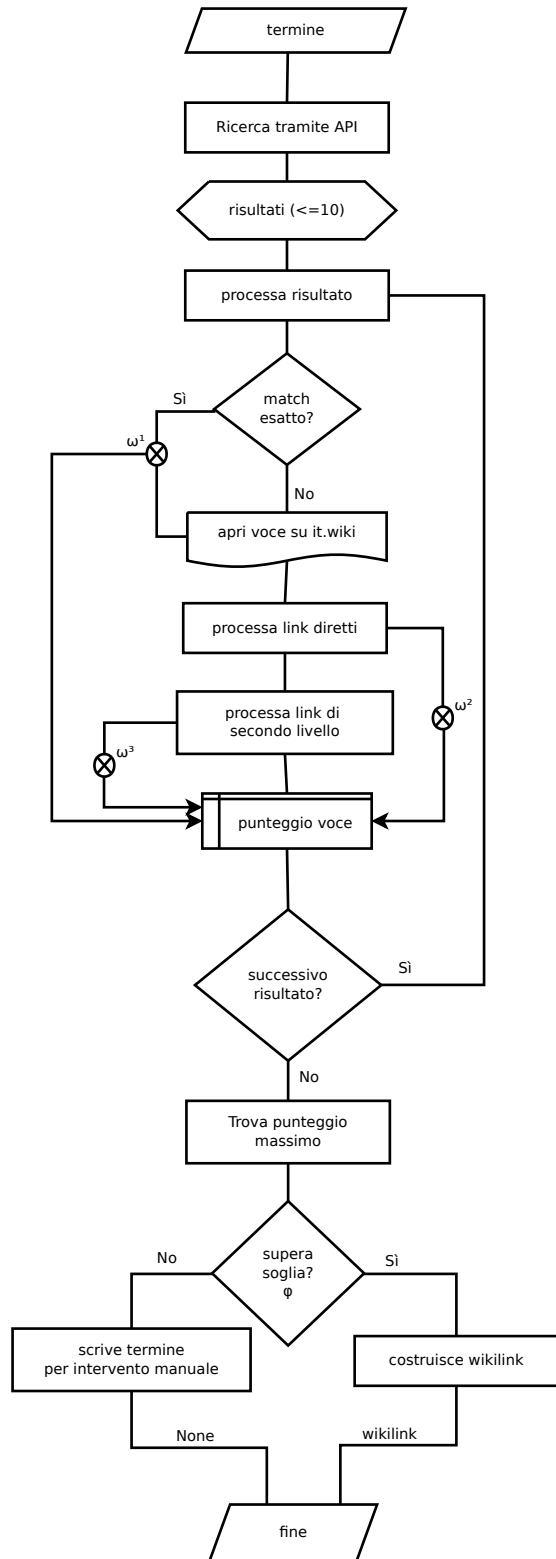 termine
Ricerca tramite API
risultati (<=10)
processa risultato
match
esatto?
Sì
ω¹
No
apri voce su it.wiki
processa link diretti
ω²
processa link di
secondo livello
ω³
punteggio voce
successivo
risultato?
Sì
No
Trova punteggio
massimo
supera
soglia?
φ
No
Sì
scrive termine
per intervento manuale
costruisce wikilink
None
wikilink
fine